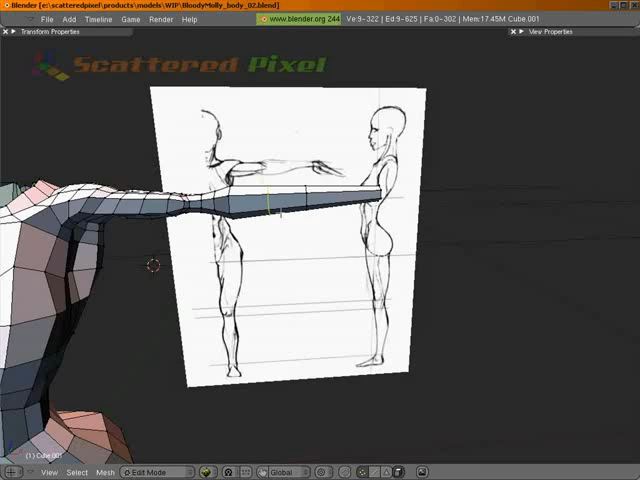 Blender [e:\scatteredpixel\products\models\WIP\BloodyMolly_body_02.blend]
File Timeline Game Render Help www.blender.org 244 Ve:9-322 | Ed:9-625 | Fa:0-302 | Mem:17.45M Cube.001
Transform Properties View Properties
Scattered Pixel
(1) Cube.001
View Select Mesh Edit Mode Global